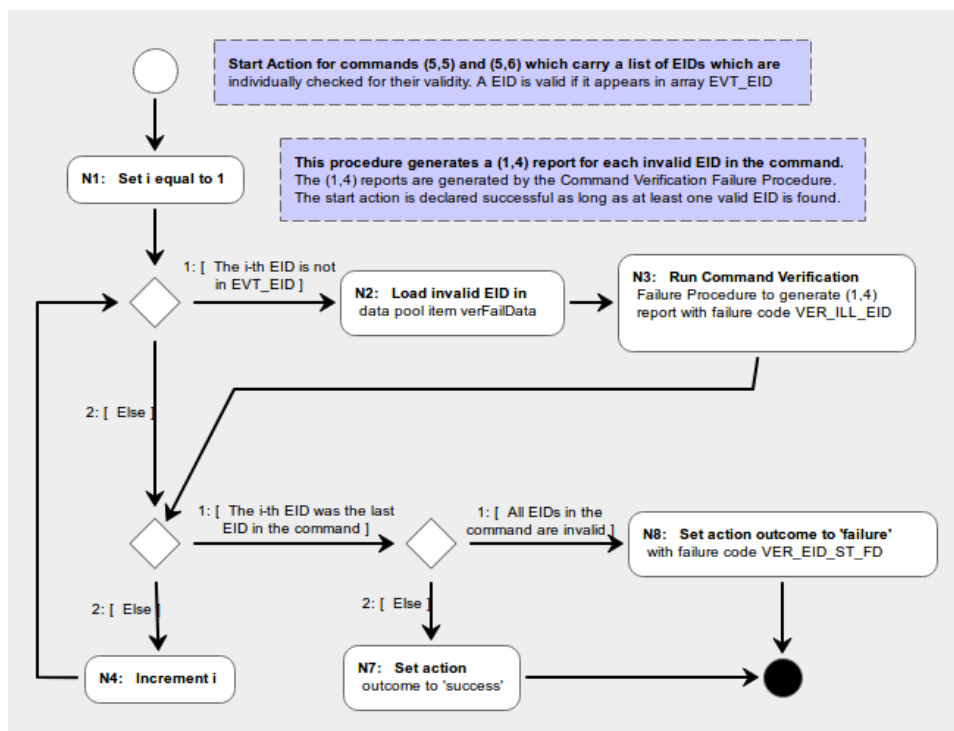 Start Action for commands (5,5) and (5,6) which carry a list of EIDs which are
individually checked for their validity. A EID is valid if it appears in array EVT_EID
This procedure generates a (1,4) report for each invalid EID in the command.
The (1,4) reports are generated by the Command Verification Failure Procedure.
The start action is declared successful as long as at least one valid EID is found.
N1: Set i equal to 1
1: [ The i-th EID is not
in EVT_EID ]
N2: Load invalid EID in
data pool item verFailData
N3: Run Command Verification
Failure Procedure to generate (1,4)
report with failure code VER_ILL_EID
2: [ Else ]
1: [ The i-th EID was the last
EID in the command ]
1: [ All EIDs in the
command are invalid ]
N8: Set action outcome to 'failure'
with failure code VER_EID_ST_FD
2: [ Else ]
2: [ Else ]
N4: Increment i
N7: Set action
outcome to 'success'